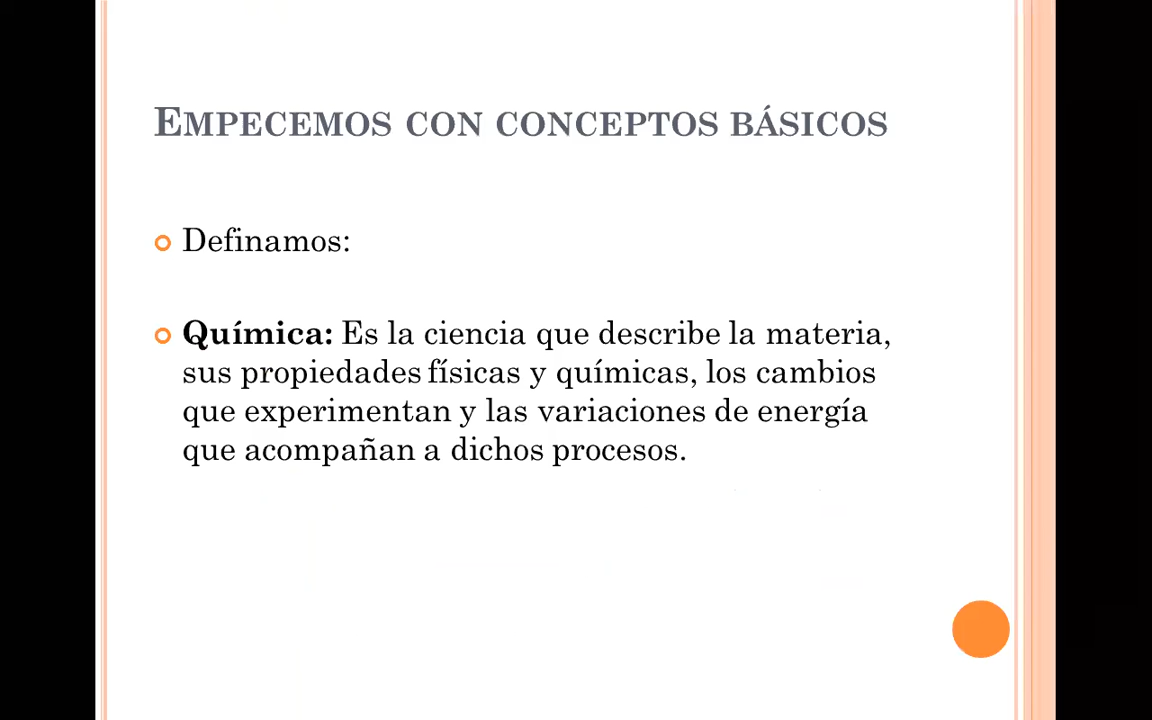 EMPECEMOS CON CONCEPTOS BÁSICOS
Definamos:
Química: Es la ciencia que describe la materia,
sus propiedades físicas y químicas, los cambios
que experimentan y las variaciones de energía
que acompañan a dichos procesos.